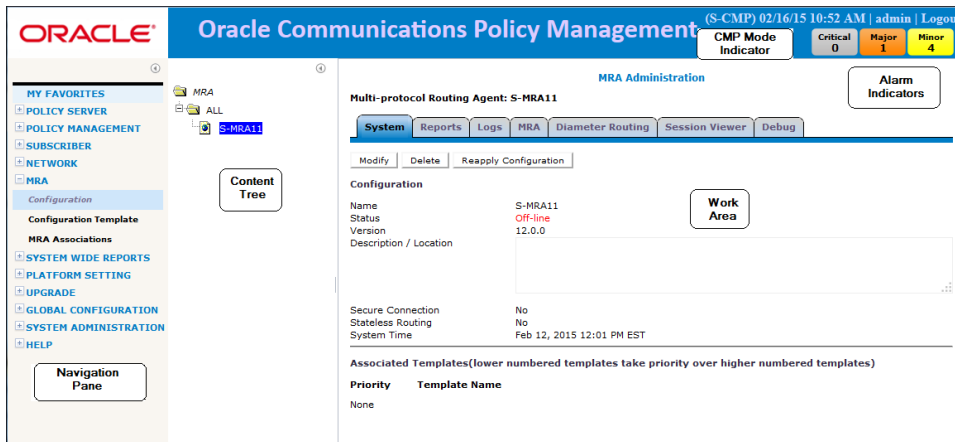 ORACLE®
Oracle Communications Policy Management
(S-CMP) 02/16/15 10:52 AM | admin | Logou
CMP Mode
Indicator
Critical
0
Major
1
Minor
4
Alarm
Indicators
MY FAVORITES
POLICY SERVER
POLICY MANAGEMENT
SUBSCRIBER
NETWORK
MRA
Configuration
Configuration Template
MRA Associations
SYSTEM WIDE REPORTS
PLATFORM SETTING
UPGRADE
GLOBAL CONFIGURATION
SYSTEM ADMINISTRATION
HELP
Navigation
Pane
MRA
ALL
S-MRA11
Content
Tree
MRA Administration
Multi-protocol Routing Agent: S-MRA11
System Reports Logs MRA Diameter Routing Session Viewer Debug
Modify Delete Reapply Configuration
Configuration
Name S-MRA11
Status Off-line
Version 12.0.0
Description / Location
Work
Area
Secure Connection No
Stateless Routing No
System Time Feb 12, 2015 12:01 PM EST
Associated Templates(lower numbered templates take priority over higher numbered templates)
Priority Template Name
None